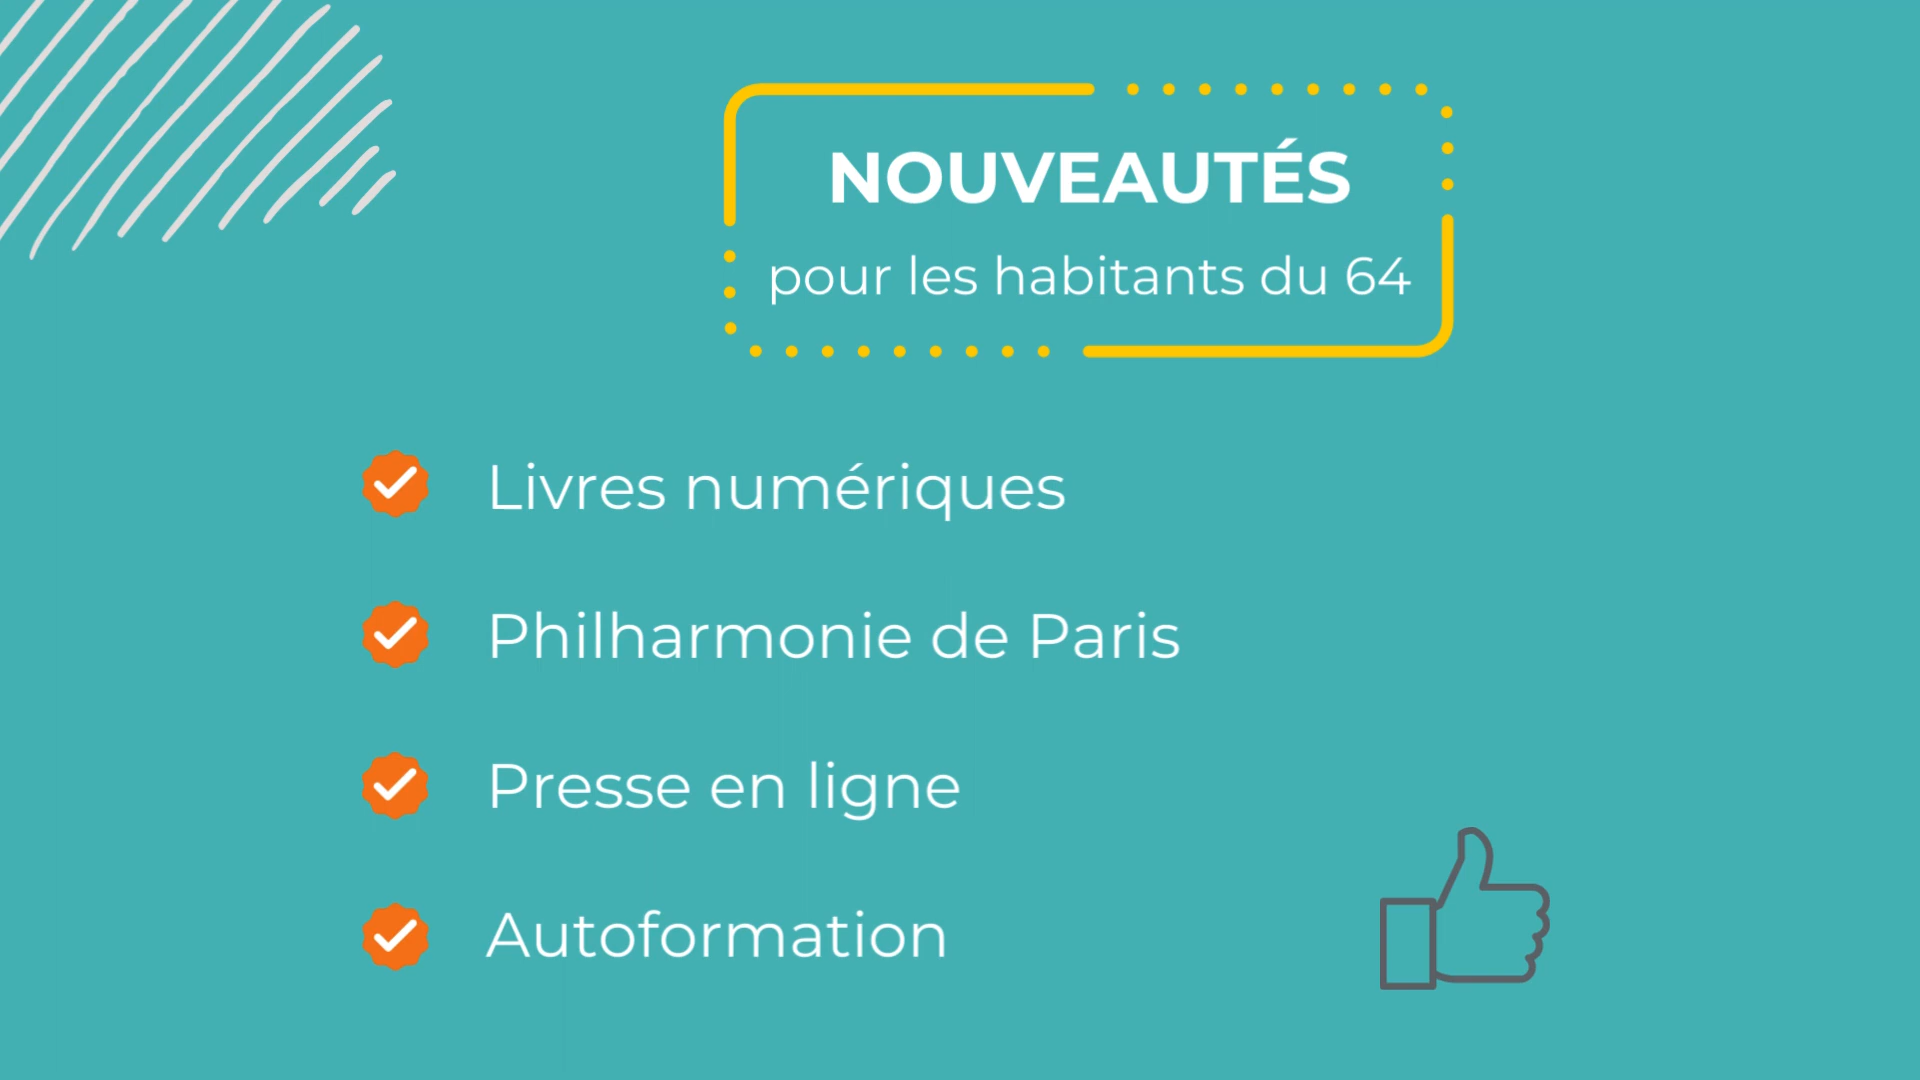 NOUVEAUTÉS
pour les habitants du 64
Livres numériques
Philharmonie de Paris
Presse en ligne
Autoformation